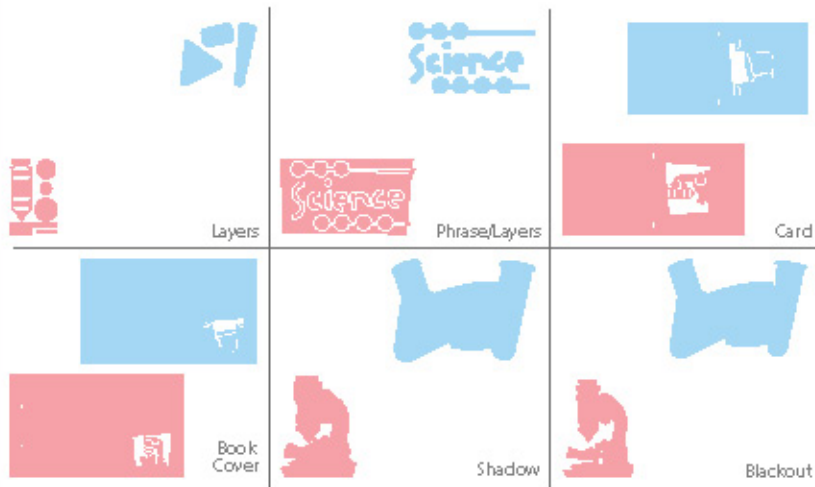 Science
Science
Layers
Phrase/Layers
Card
Book
Cover
Shadow
Blackout